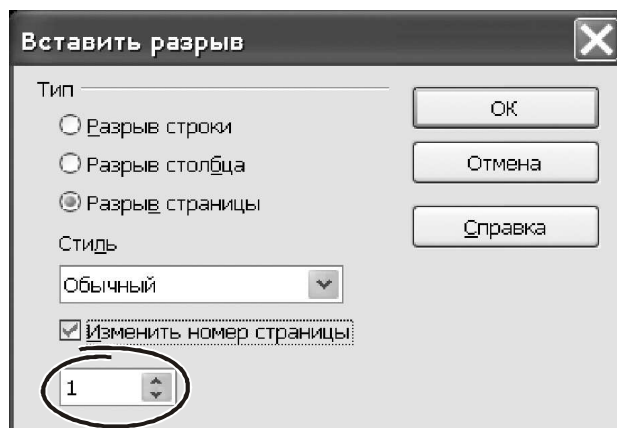 Вставить разрыв
Тип
Разрыв строки
Разрыв столбца
Разрыв страницы
Стиль
Обычный
Изменить номер страницы
1
ОК
Отмена
Справка